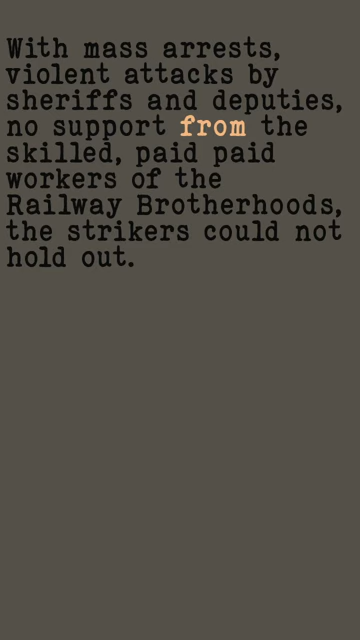 With mass arrests,
violent attacks by
sheriffs and deputies,
no support from the
skilled, paid paid
workers of the
Railway Brotherhoods,
the strikers could not
hold out.